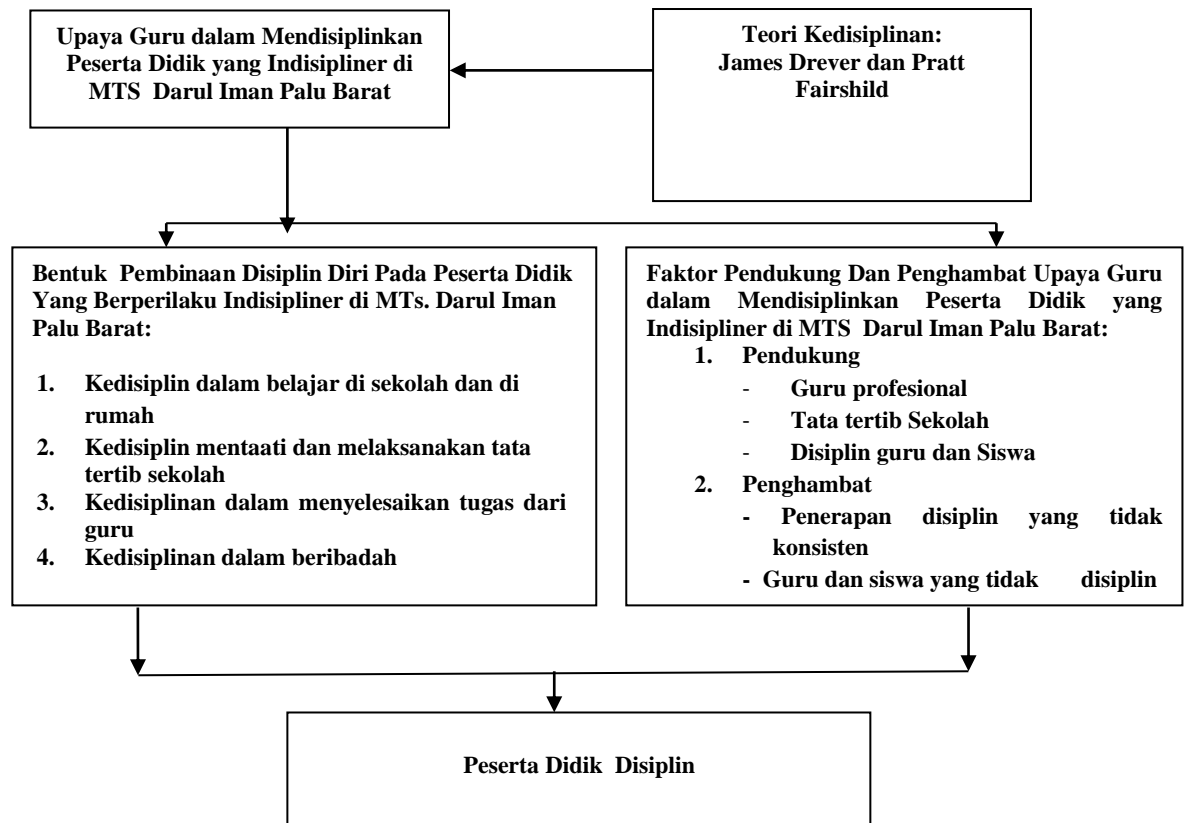 Upaya Guru dalam Mendisiplinkan
Peserta Didik yang Indisipliner di
MTS Darul Iman Palu Barat
Teori Kedisiplinan:
James Drever dan Pratt
Fairshild
Bentuk Pembinaan Disiplin Diri Pada Peserta Didik
Yang Berperilaku Indisipliner di MTs. Darul Iman
Palu Barat:
1. Kedisiplin dalam belajar di sekolah dan di
rumah
2. Kedisiplin mentaati dan melaksanakan tata
tertib sekolah
3. Kedisiplinan dalam menyelesaikan tugas dari
guru
4. Kedisiplinan dalam beribadah
Faktor Pendukung Dan Penghambat Upaya Guru
dalam Mendisiplinkan Peserta Didik yang
Indisipliner di MTS Darul Iman Palu Barat:
1. Pendukung
- Guru profesional
- Tata tertib Sekolah
- Disiplin guru dan Siswa
2. Penghambat
- Penerapan disiplin yang tidak
konsisten
- Guru dan siswa yang tidak disiplin
Peserta Didik Disiplin